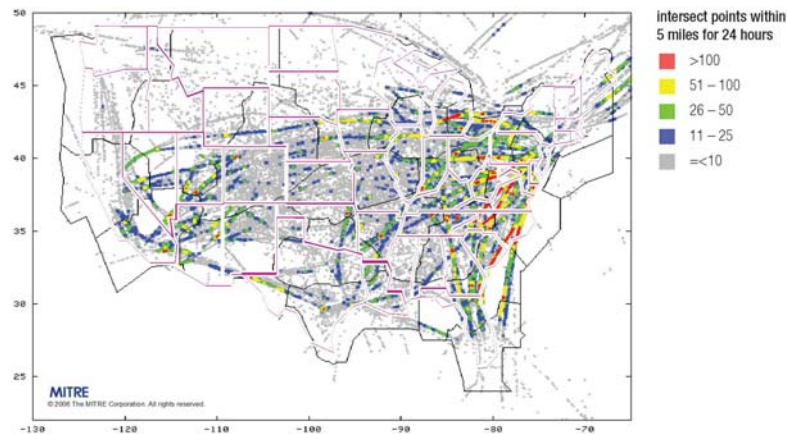 intersect points within
5 miles for 24 hours
>100
51 – 100
26 – 50
11 – 25
=<10
50
45
40
35
30
25
MITRE
© 2006 The MITRE Corporation. All rights reserved.
-130
-120
-110
-100
-90
-80
-70